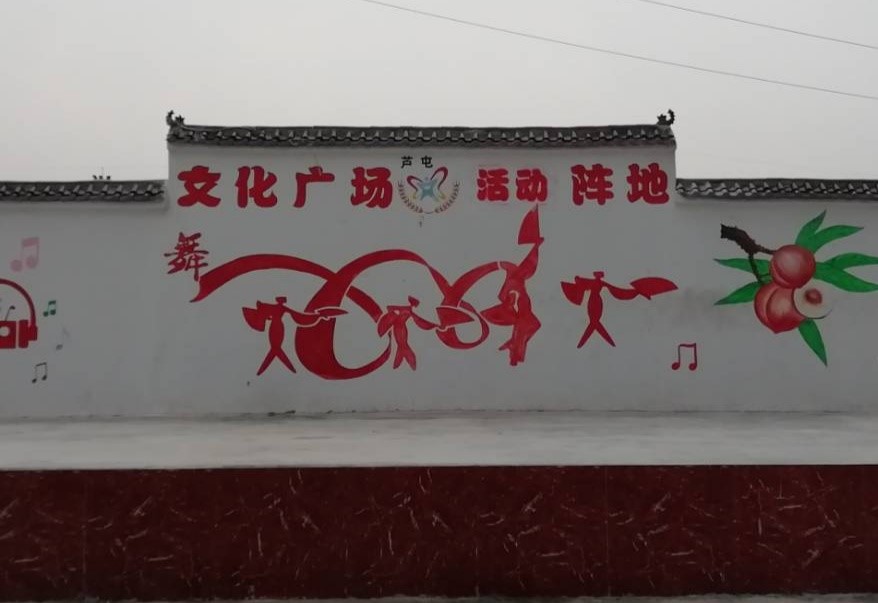 芦屯
文化广场 活动阵地
舞